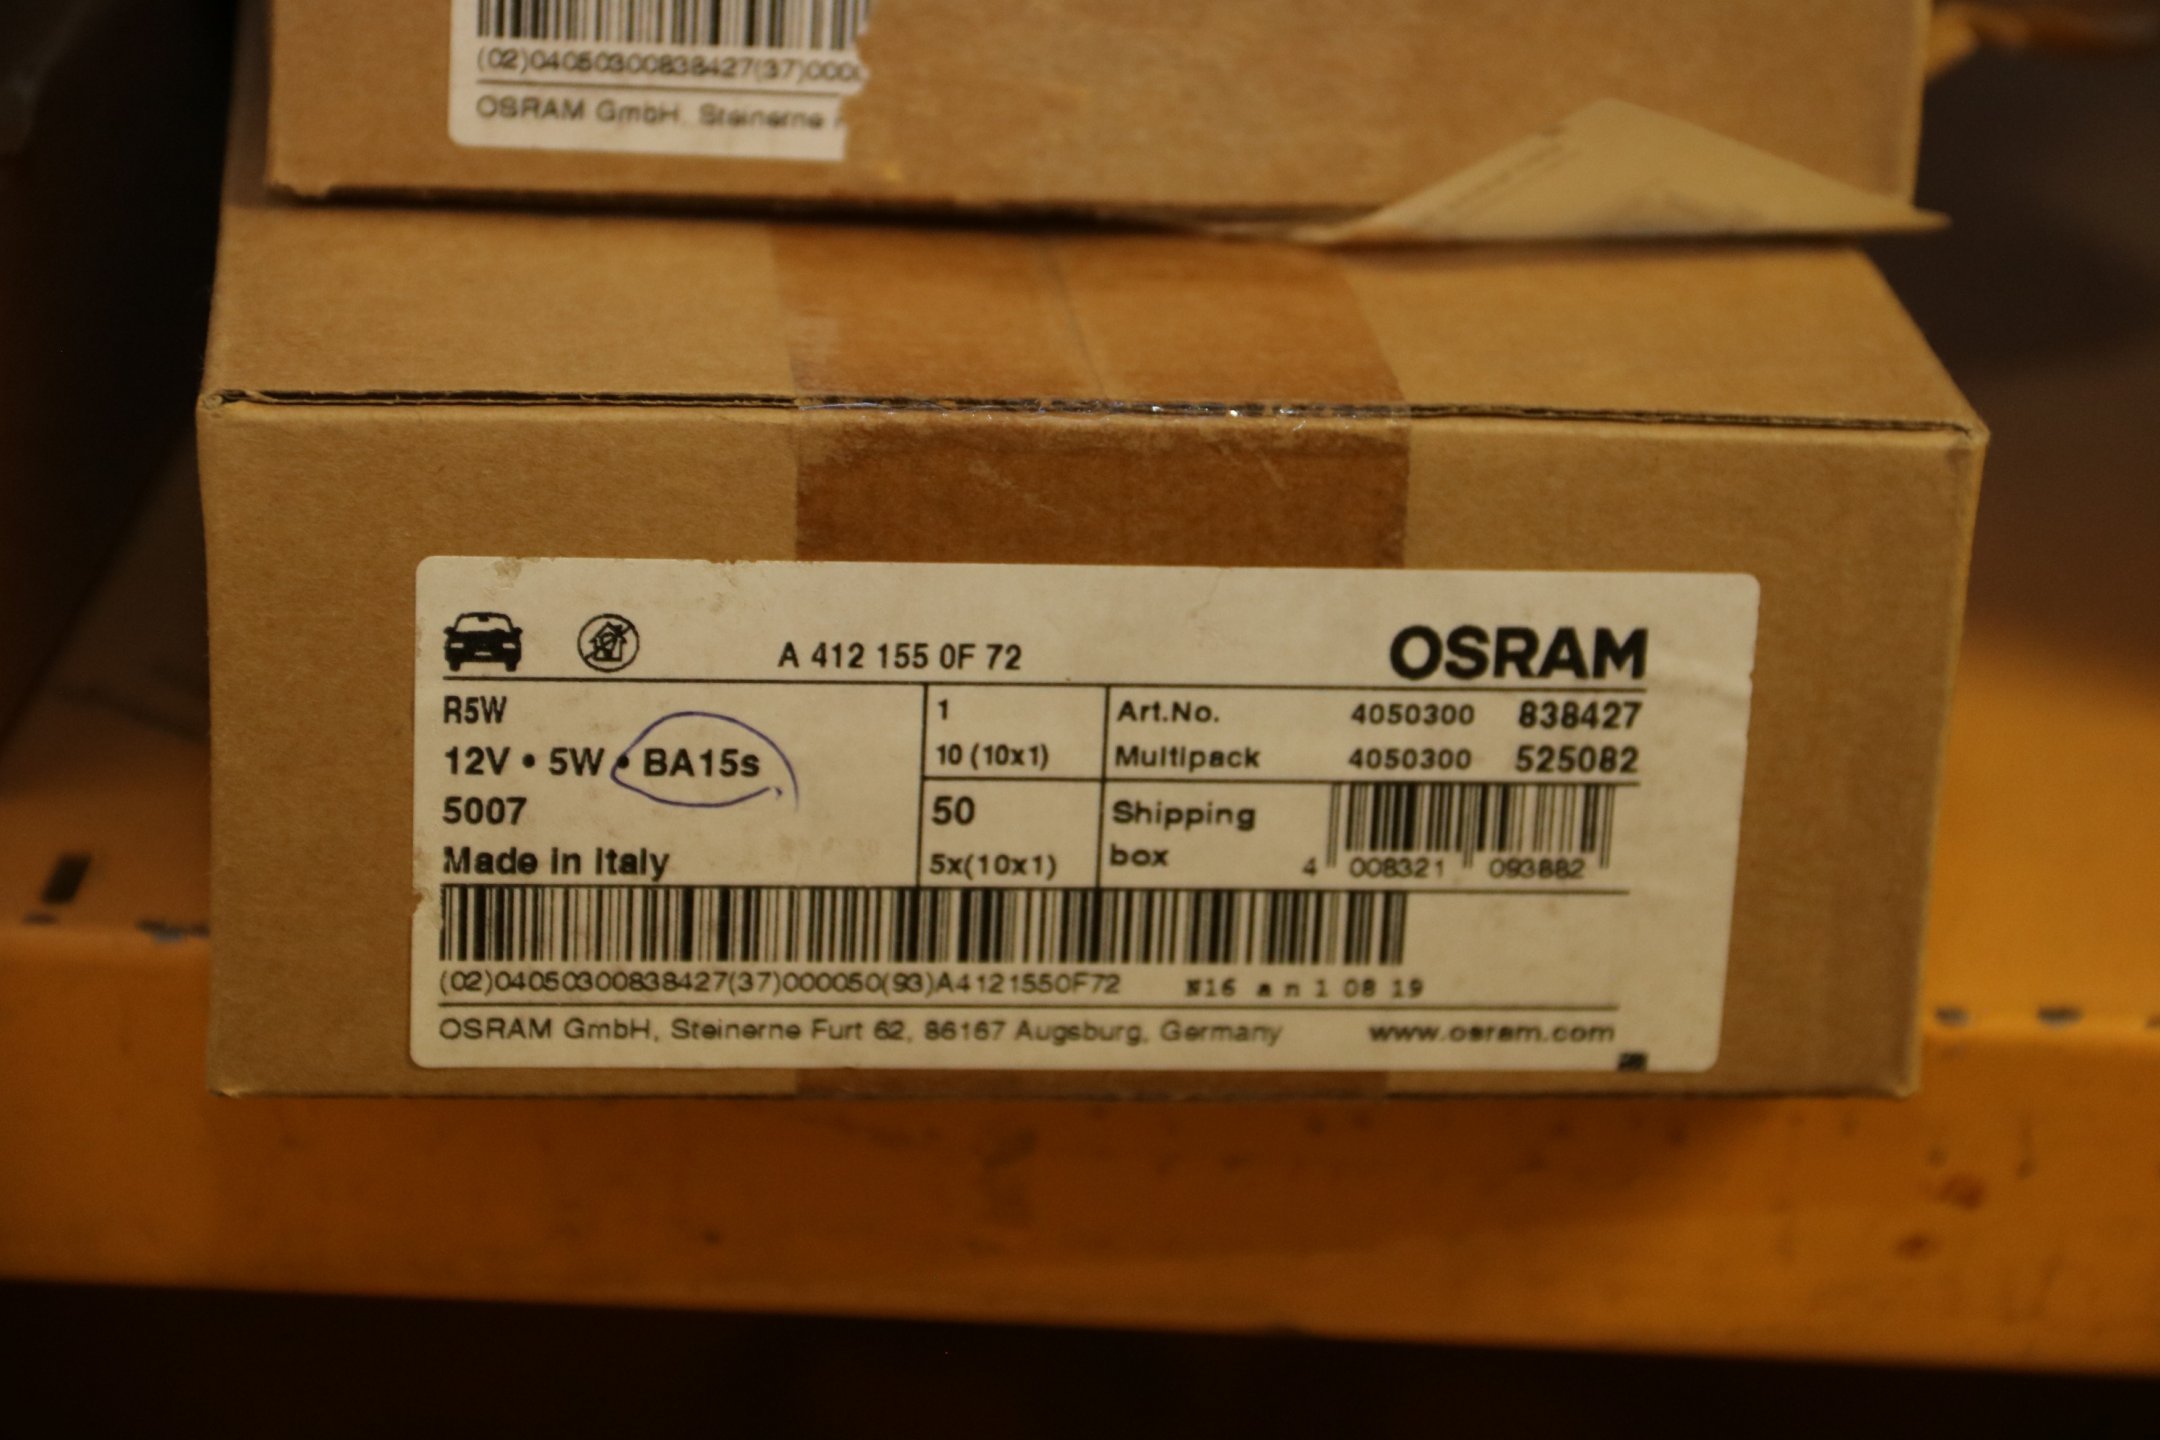 (02)04050300838427(37)000
OSRAM GmbH. Steinerne
A 412 155 0F 72
OSRAM
R5W
12V • 5W • BA15s
5007
Made in Italy
1
10 (10x1)
50
5x(10x1)
Art.No. 4050300 838427
Multipack 4050300 525082
Shipping
box
4 008321 093882
(02)04050300838427(37)000050(93)A4121550F72 N16 a n 1 08 19
OSRAM GmbH, Steinerne Furt 62, 86167 Augsburg, Germany www.osram.com